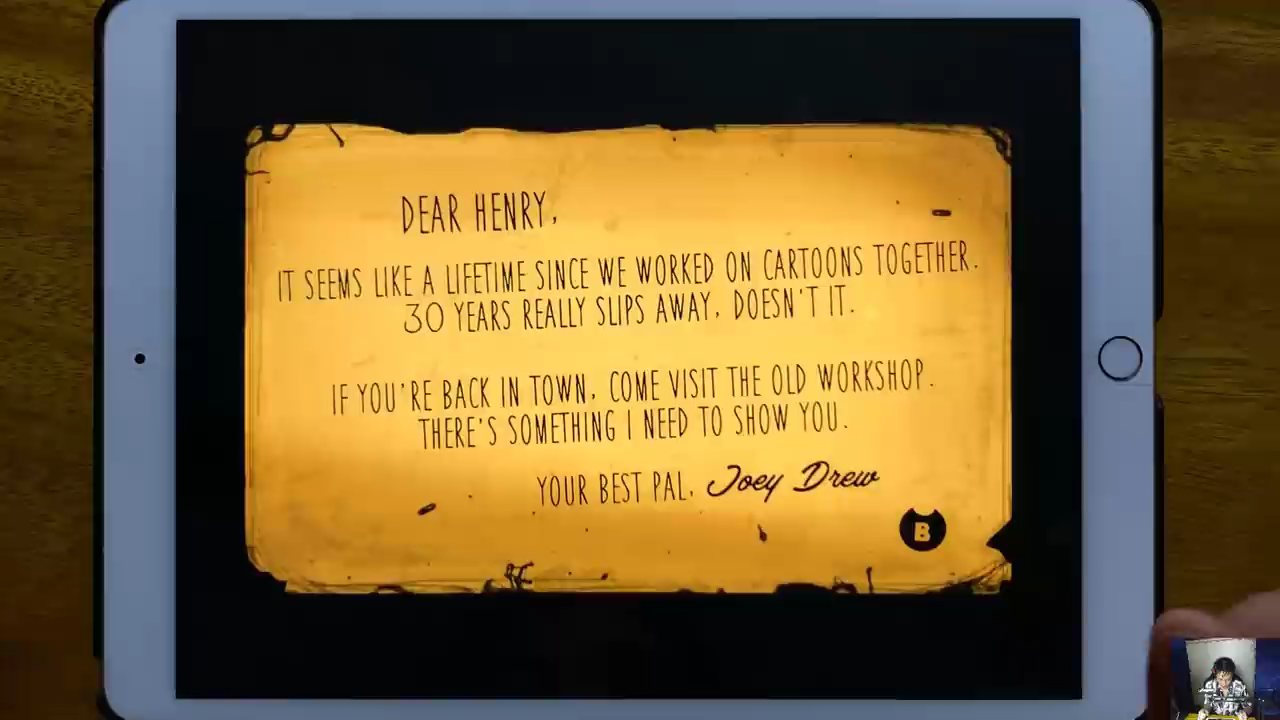 DEAR HENRY,
IT SEEMS LIKE A LIFETIME SINCE WE WORKED ON CARTOONS TOGETHER.
30 YEARS REALLY SLIPS AWAY, DOESN'T IT.
IF YOU'RE BACK IN TOWN, COME VISIT THE OLD WORKSHOP.
THERE'S SOMETHING I NEED TO SHOW YOU.
YOUR BEST PAL, Joey Drew
B